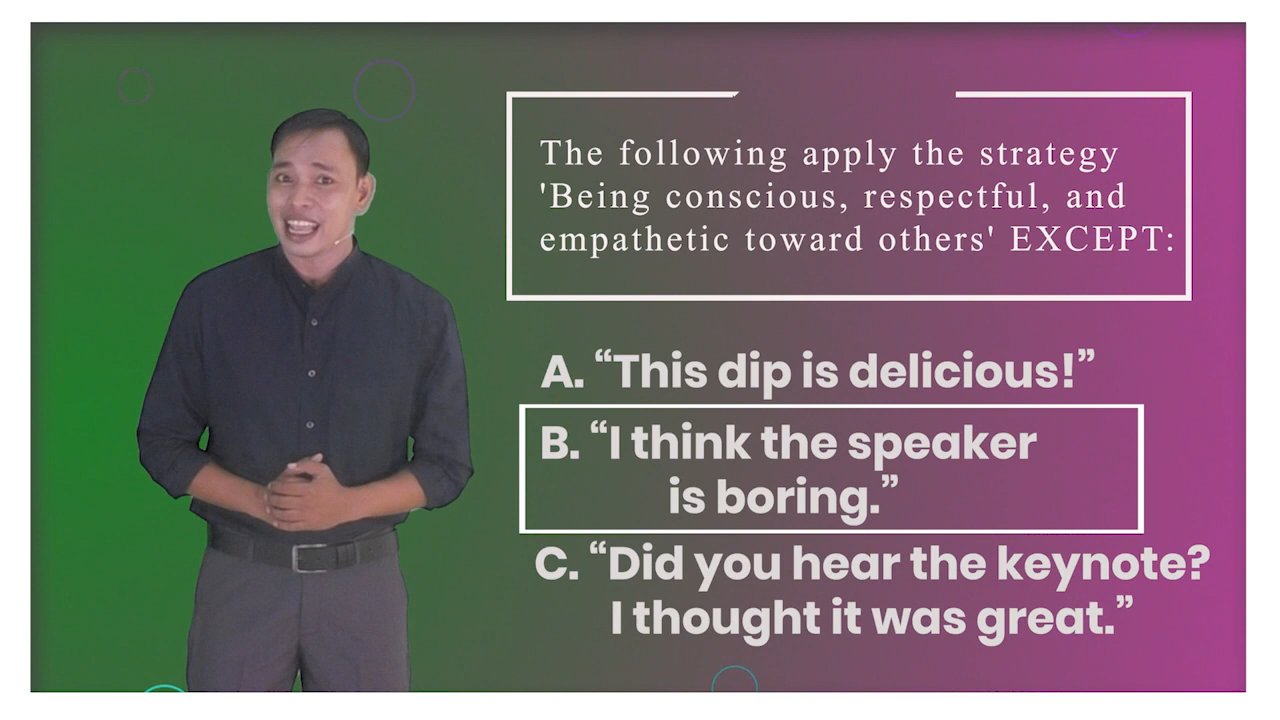 The following apply the strategy
'Being conscious, respectful, and
empathetic toward others' EXCEPT:
A. “This dip is delicious!”
B. “I think the speaker
is boring.”
C. “Did you hear the keynote?
I thought it was great.”